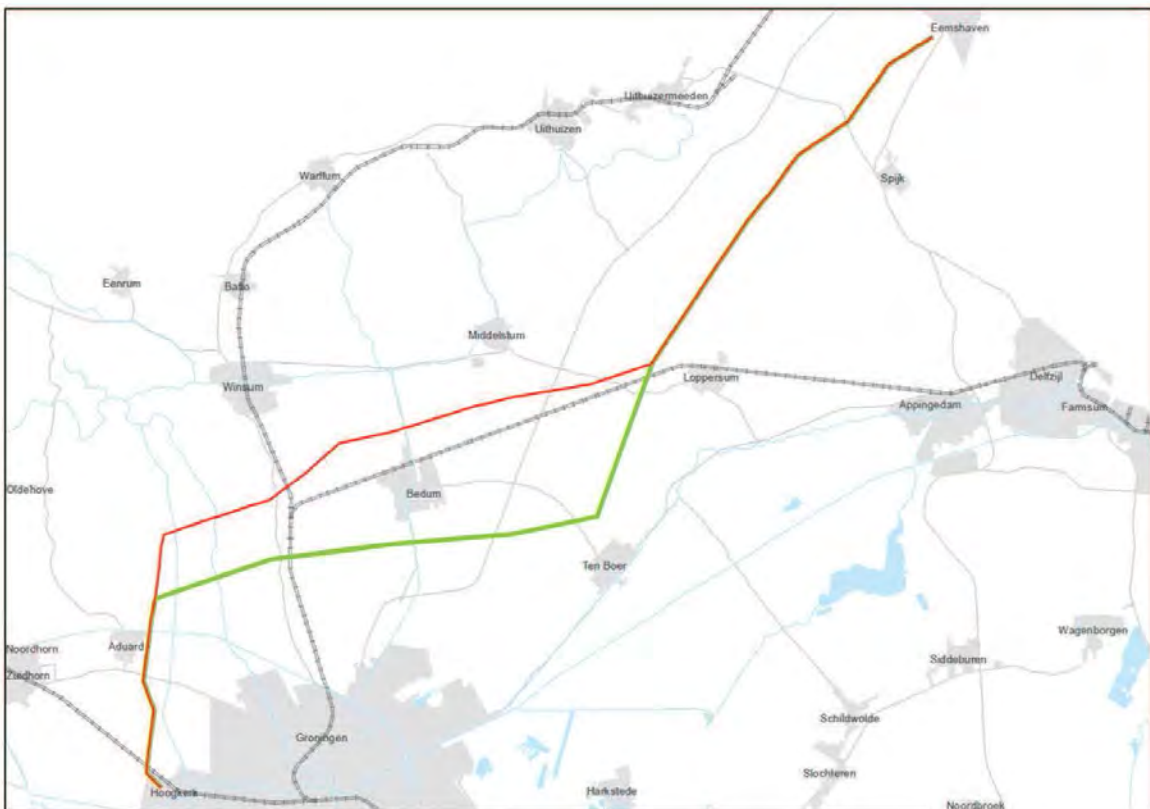 Eemshaven
Uithuizermeeden
Uithuizen
Warffum
Spijk
Eenrum
Baflo
Middelstum
Winsum
Loppersum
Delfzijl
Appingedam
Farmsum
Oldehove
Bedum
Ten Boer
Noordhorn
Aduard
Zuidhorn
Wagenborgen
Siddeburen
Groningen
Schildwolde
Slochteren
Hoogkerk
Harkstede
Noordbroek